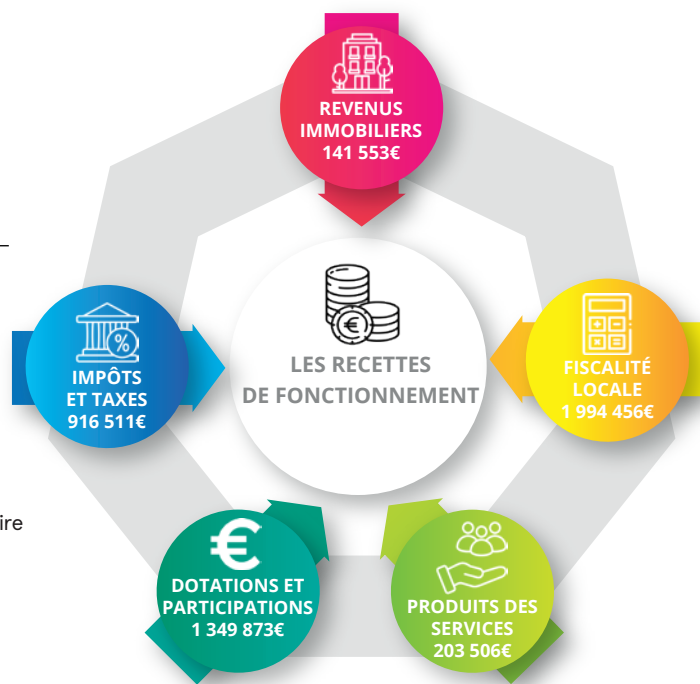 REVENUS
IMMOBILIERS
141 553€
IMPÔTS
ET TAXES
916 511€
LES RECETTES
DE FONCTIONNEMENT
FISCALITÉ
LOCALE
1 994 456€
ire
DOTATIONS ET
PARTICIPATIONS
1 349 873€
PRODUITS DES
SERVICES
203 506€